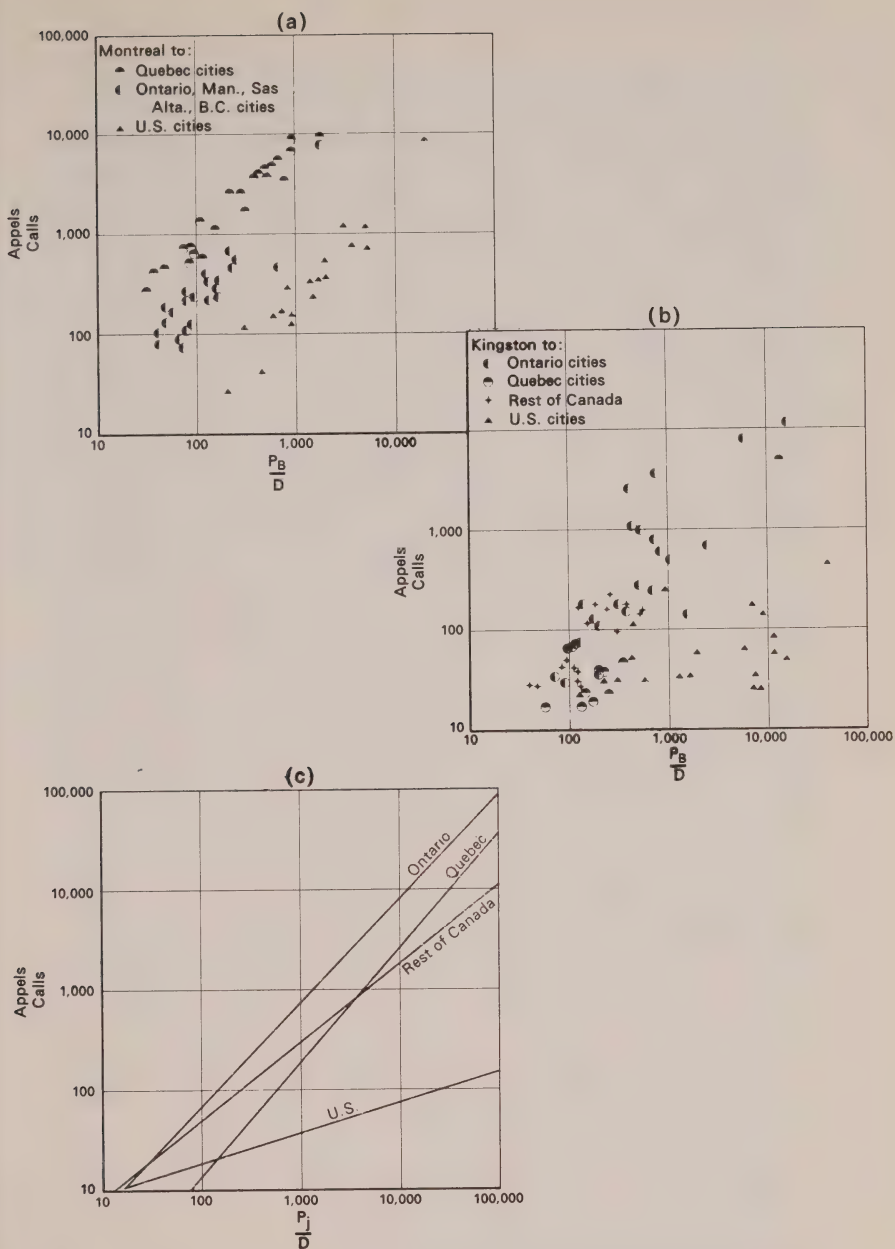 (a)
100,000
Montreal to:
Quebec cities
Ontario, Man., Sas
Alta., B.C. cities
U.S. cities
10,000
1,000
100
10
Appels
Calls
10
100
1,000
10,000
P_B
D
(b)
Kingston to:
Ontario cities
Quebec cities
Rest of Canada
U.S. cities
1,000
100
10
Appels
Calls
10
100
1,000
10,000
100,000
P_B
D
(c)
100,000
10,000
1,000
100
10
Appels
Calls
Ontario
Quebec
Rest of Canada
U.S.
10
100
1,000
10,000
100,000
P_j
D